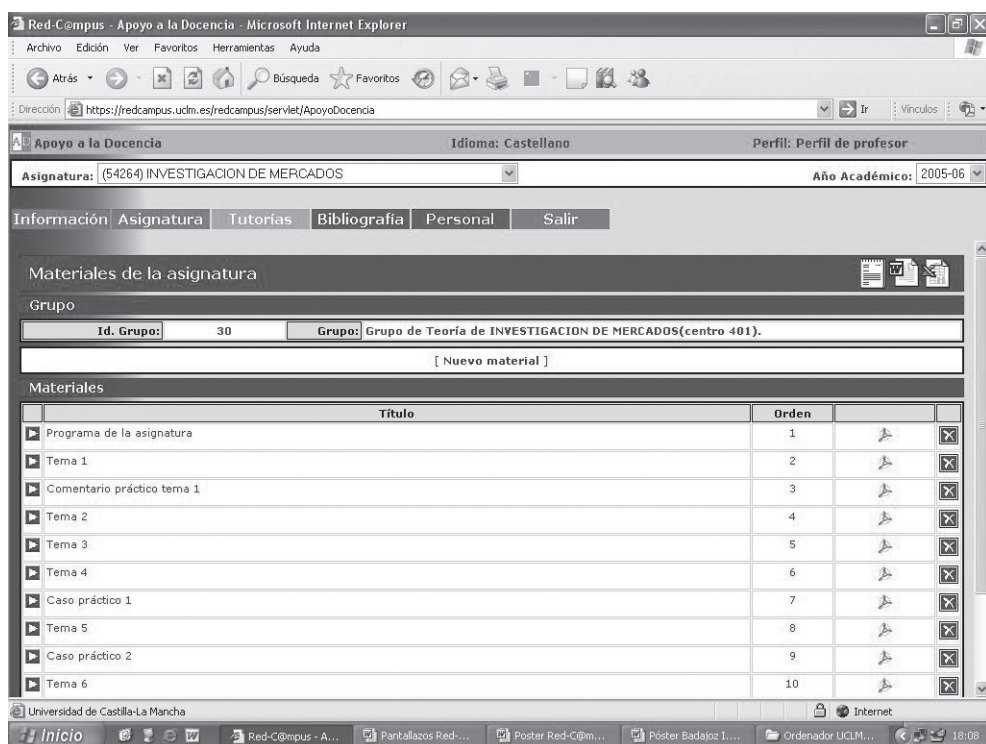 Red-C@mpus - Apoyo a la Docencia - Microsoft Internet Explorer
Archivo Edición Ver Favoritos Herramientas Ayuda
Atrás Búsqueda Favoritos
Dirección https://redcampus.uclm.es/redcampus/servlet/ApoyoDocencia Ir Vínculos
Apoyo a la Docencia Idioma: Castellano Perfil: Perfil de profesor
Asignatura: (54264) INVESTIGACION DE MERCADOS Año Académico: 2005-06
Información Asignatura Tutorías Bibliografía Personal Salir
Materiales de la asignatura
Grupo
Id. Grupo: 30 Grupo: Grupo de Teoría de INVESTIGACION DE MERCADOS(centro 401).
[ Nuevo material ]
Materiales
Título Orden
Programa de la asignatura 1
Tema 1 2
Comentario práctico tema 1 3
Tema 2 4
Tema 3 5
Tema 4 6
Caso práctico 1 7
Tema 5 8
Caso práctico 2 9
Tema 6 10
Universidad de Castilla-La Mancha Internet
Inicio Red-C@mpus - A... Pantallazos Red-... Poster Red-C@m... Póster Badajoz I.... Ordenador UCLM... 18:08